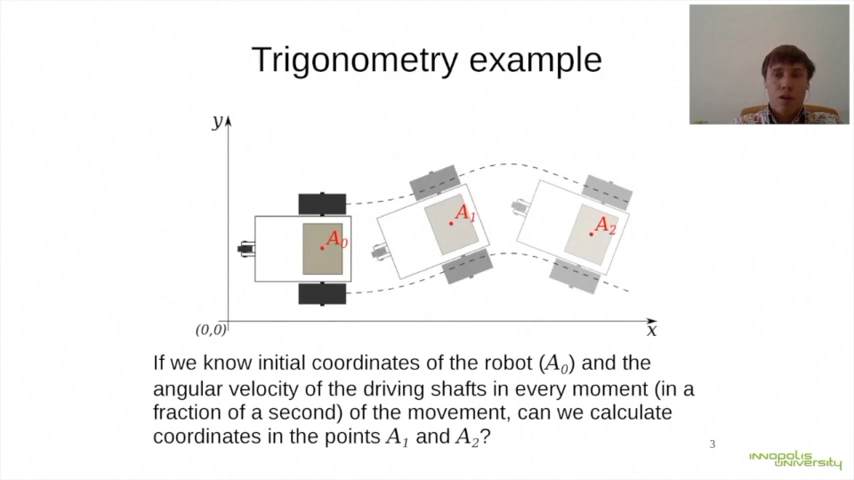 Trigonometry example
y
A0
A1
A2
(0,0)
x
If we know initial coordinates of the robot (A0) and the
angular velocity of the driving shafts in every moment (in a
fraction of a second) of the movement, can we calculate
coordinates in the points A1 and A2?
3
INNOPOLIS
UNIVERSITY